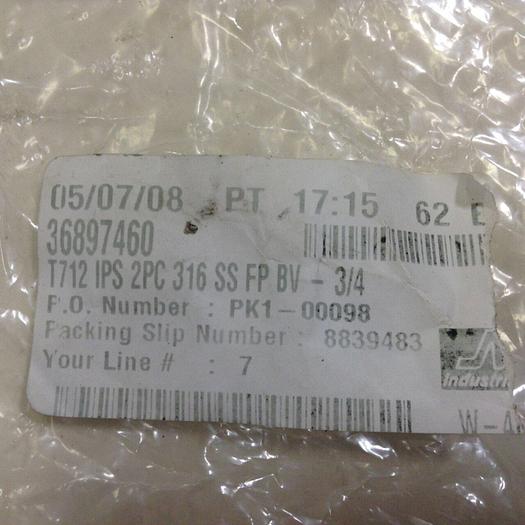 05/07/08 PT 17:15 62 E
36897460
T712 IPS 2PC 316 SS FP BV - 3/4
P.O. Number : PK1-00098
Packing Slip Number : 8839483
Your Line # : 7
Industri